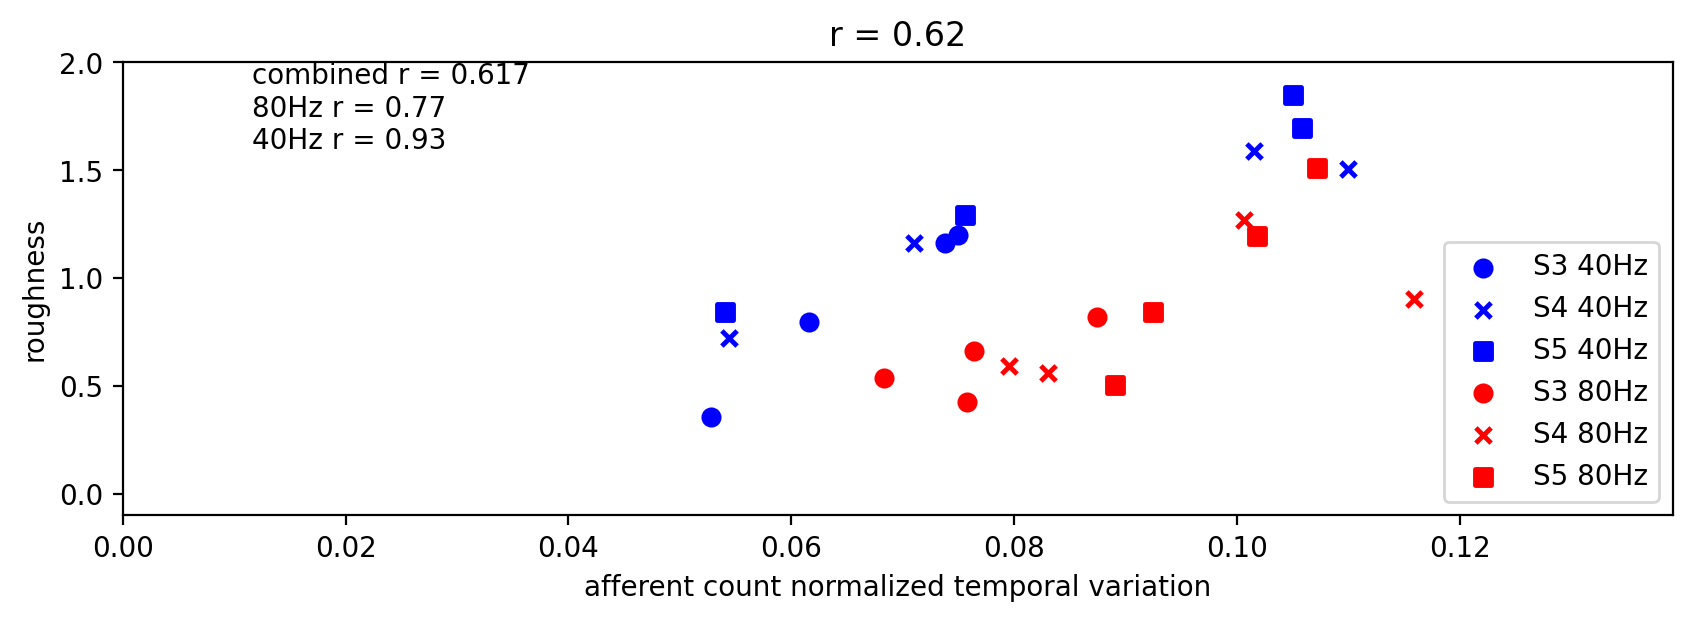 r = 0.62
combined r = 0.617
80Hz r = 0.77
40Hz r = 0.93
2.0
1.5
1.0
0.5
0.0
roughness
S3 40Hz
S4 40Hz
S5 40Hz
S3 80Hz
S4 80Hz
S5 80Hz
0.00 0.02 0.04 0.06 0.08 0.10 0.12
afferent count normalized temporal variation